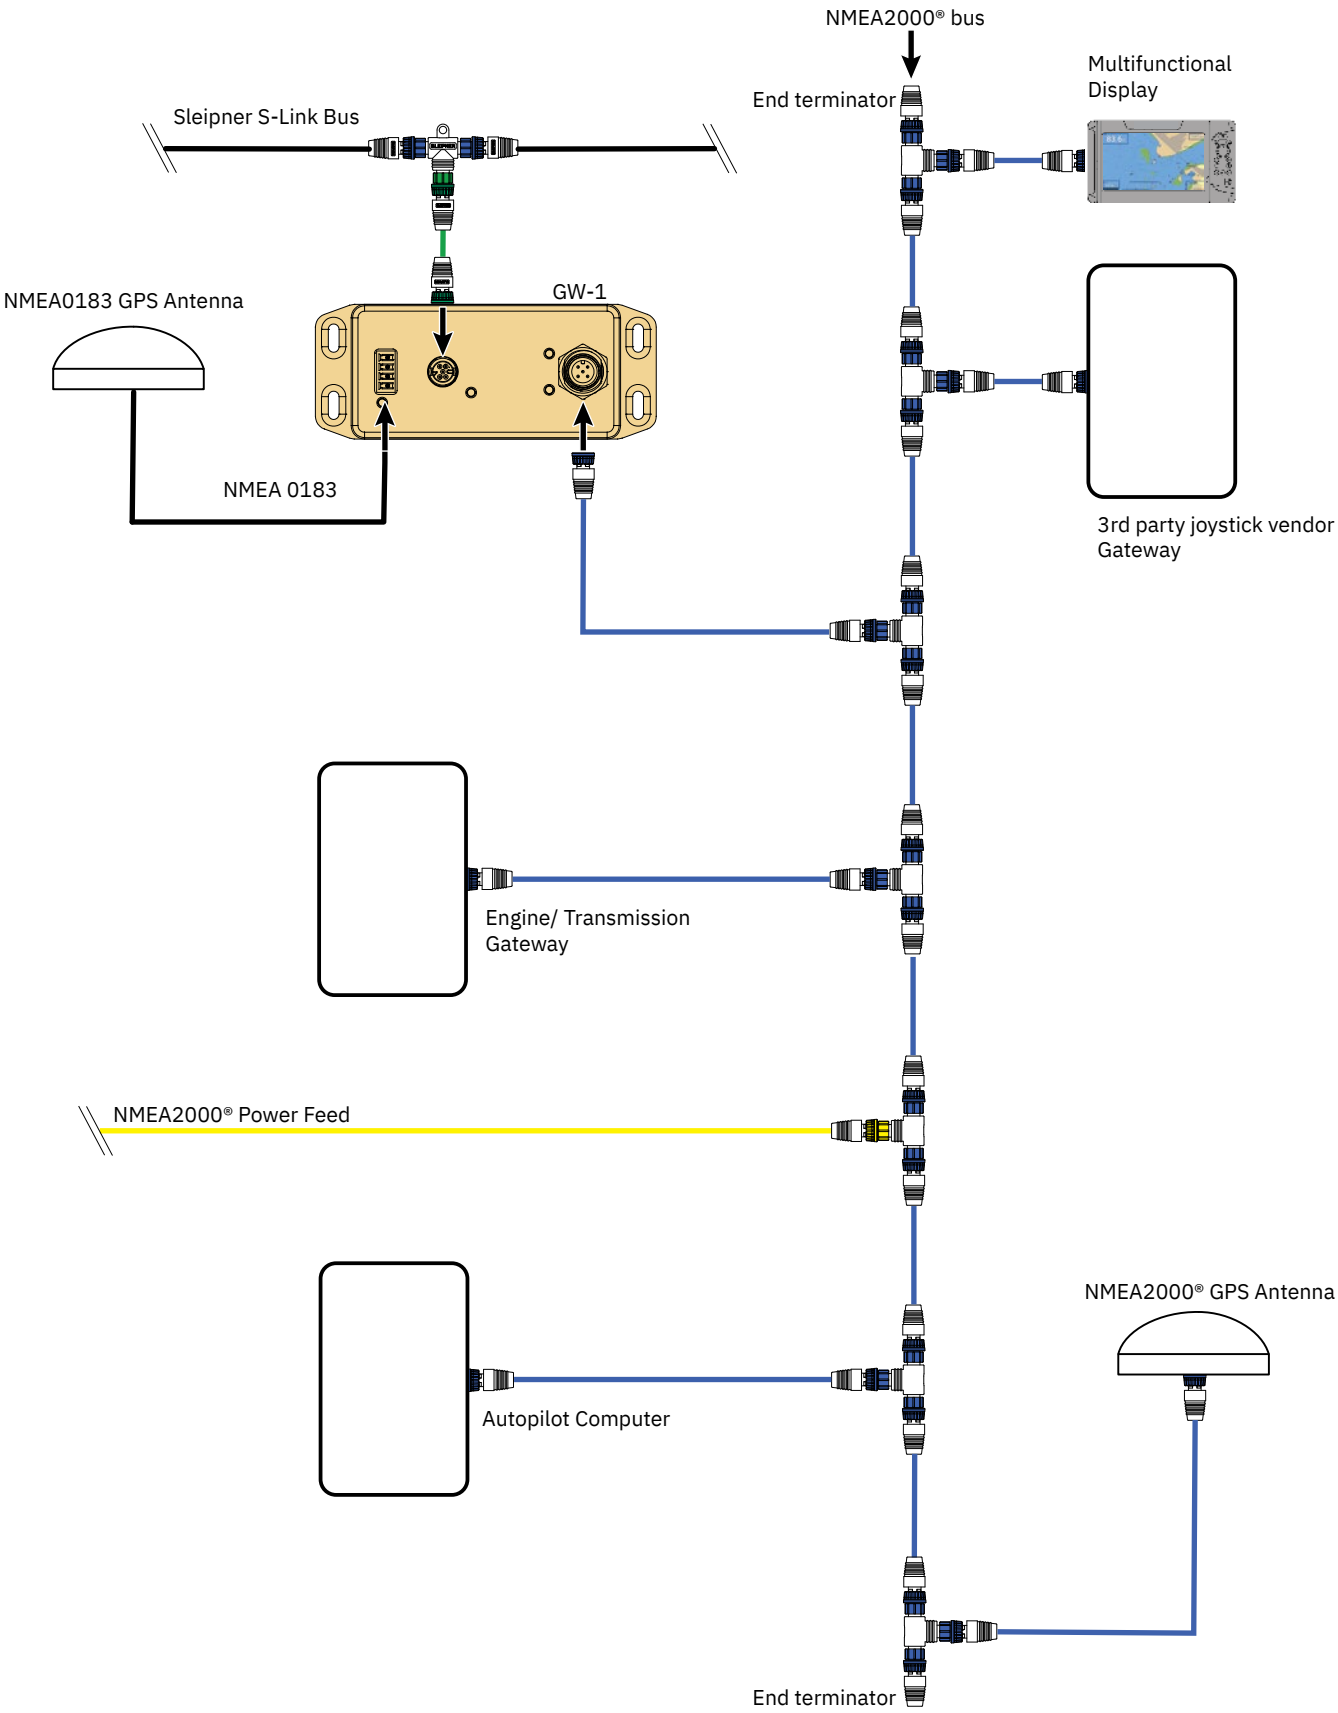 NMEA2000® bus
Multifunctional
Display
End terminator
Sleipner S-Link Bus
SLEIPNER
GW-1
NMEA0183 GPS Antenna
NMEA 0183
3rd party joystick vendor
Gateway
Engine/ Transmission
Gateway
NMEA2000® Power Feed
NMEA2000® GPS Antenna
Autopilot Computer
End terminator